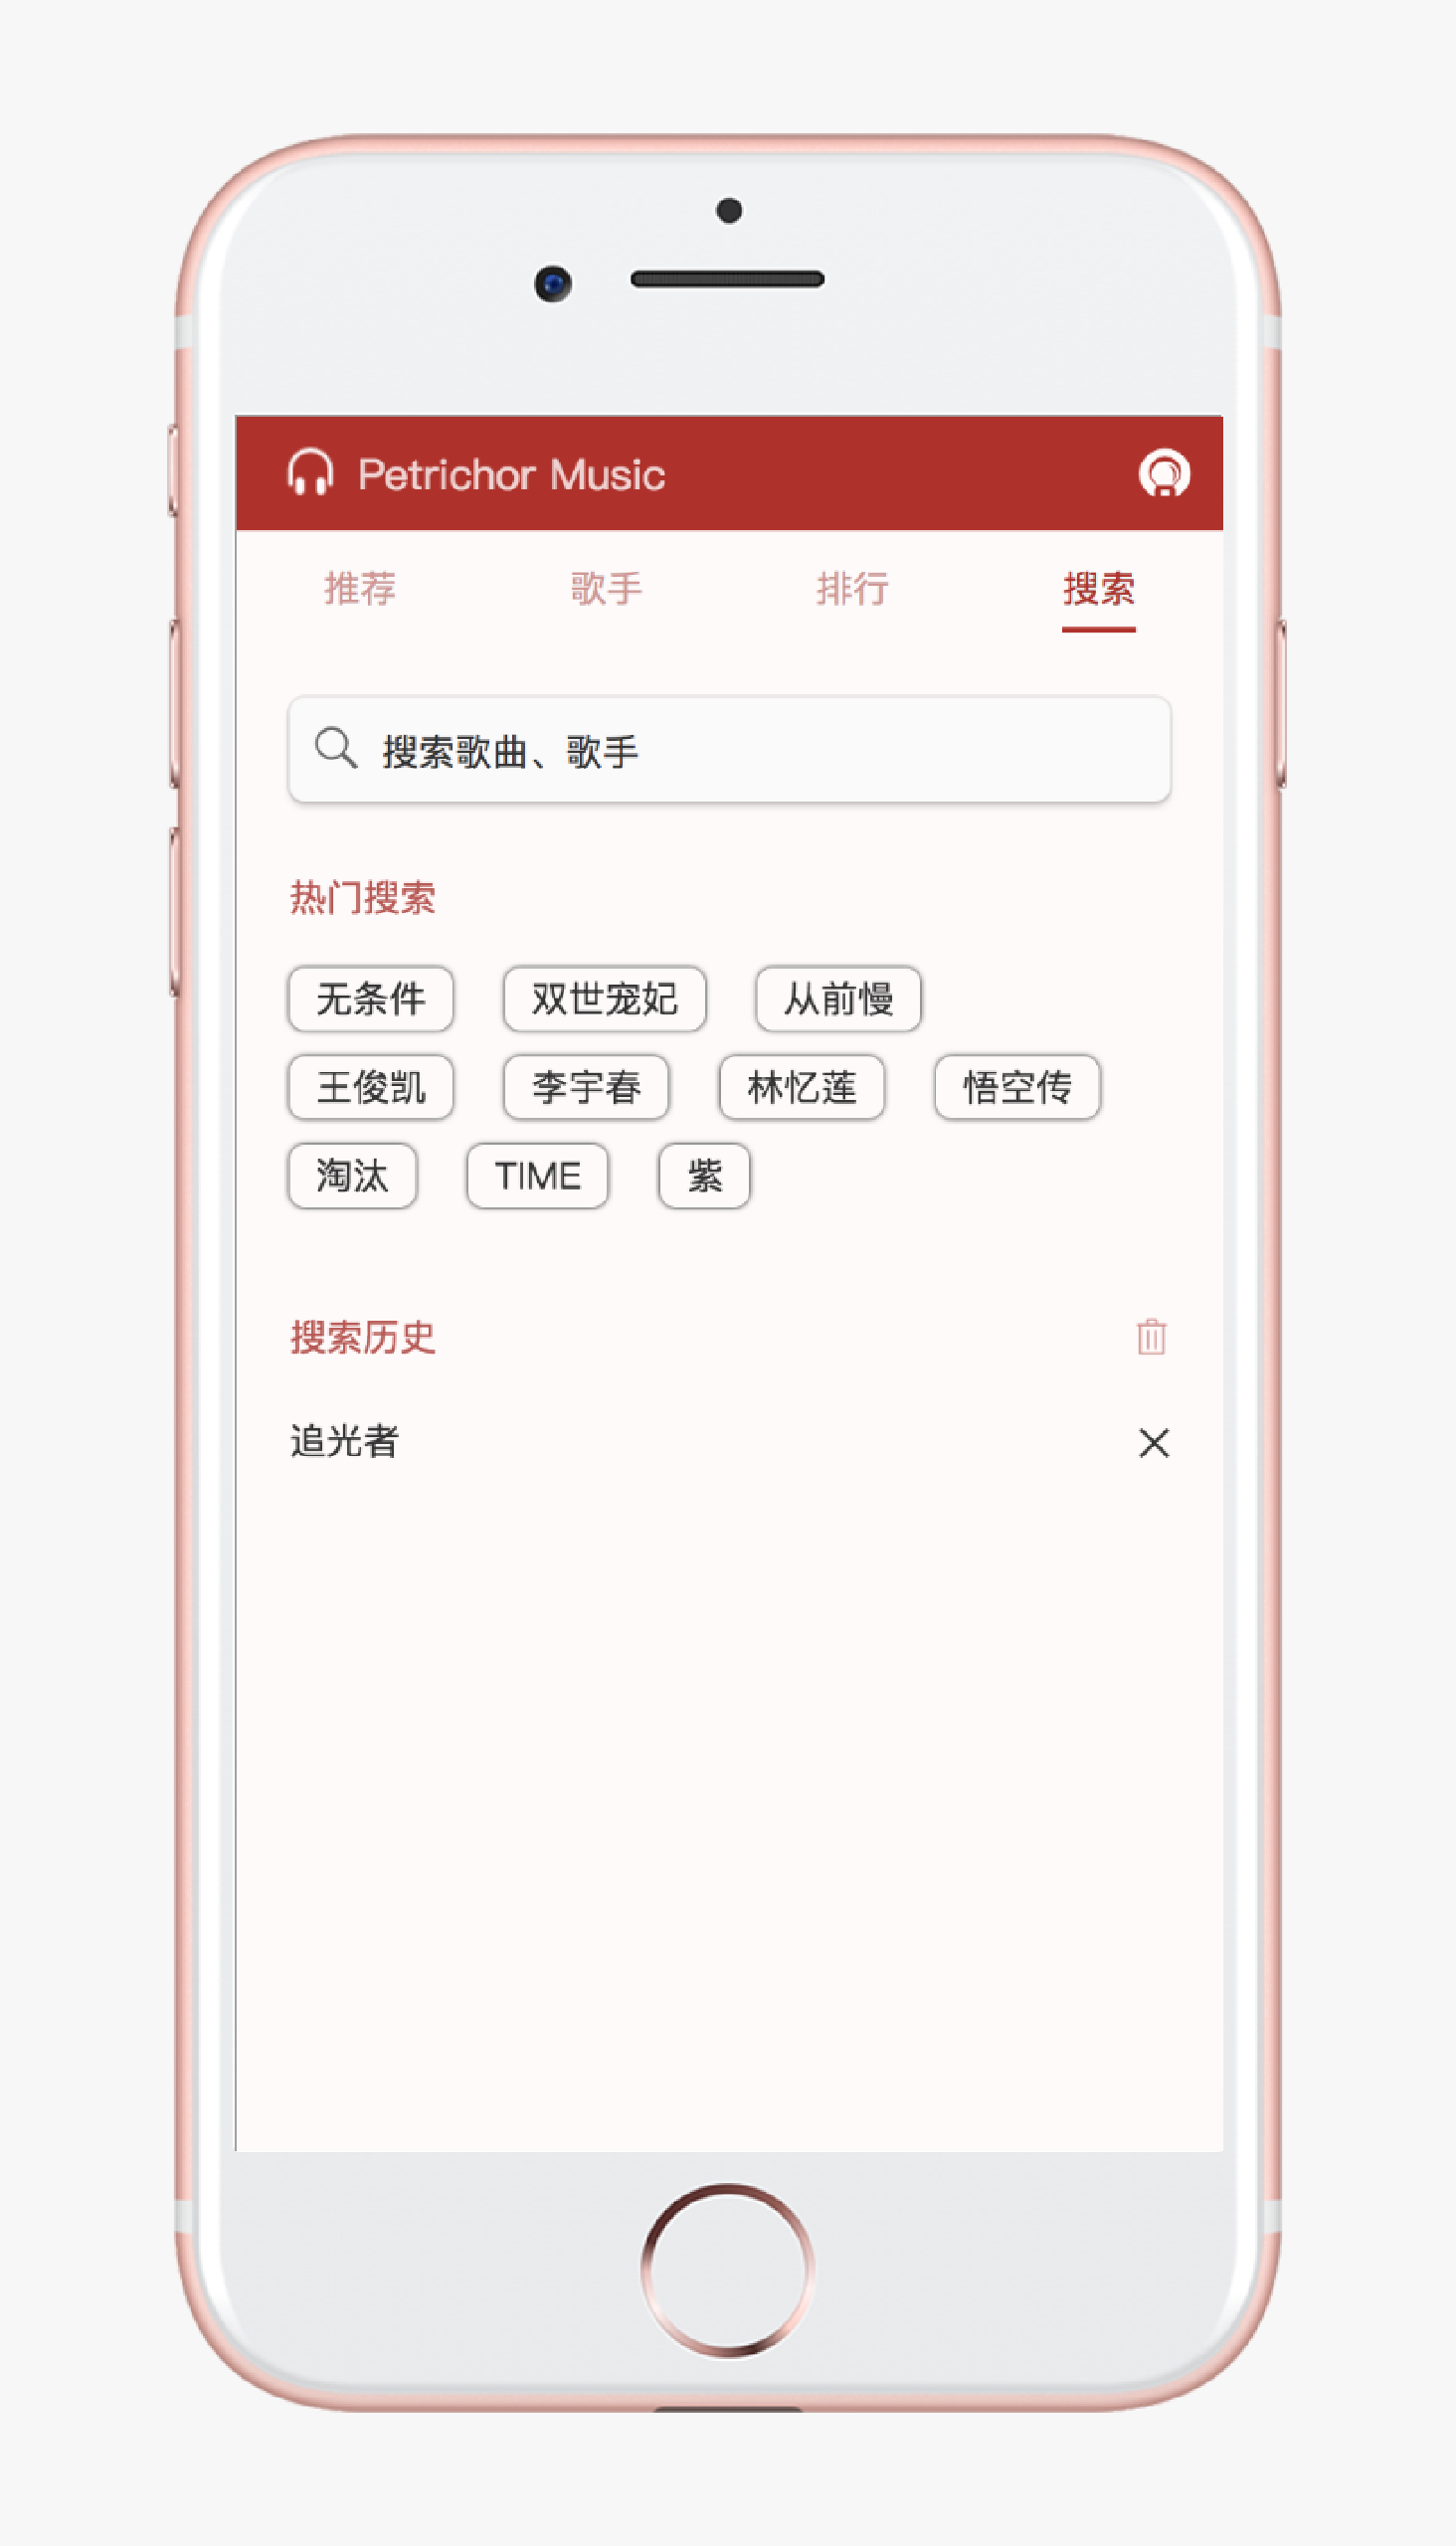 Petrichor Music
推荐 歌手 排行 搜索
搜索歌曲、歌手
热门搜索
无条件 双世宠妃 从前慢
王俊凯 李宇春 林忆莲 悟空传
淘汰 TIME 紫
搜索历史
追光者